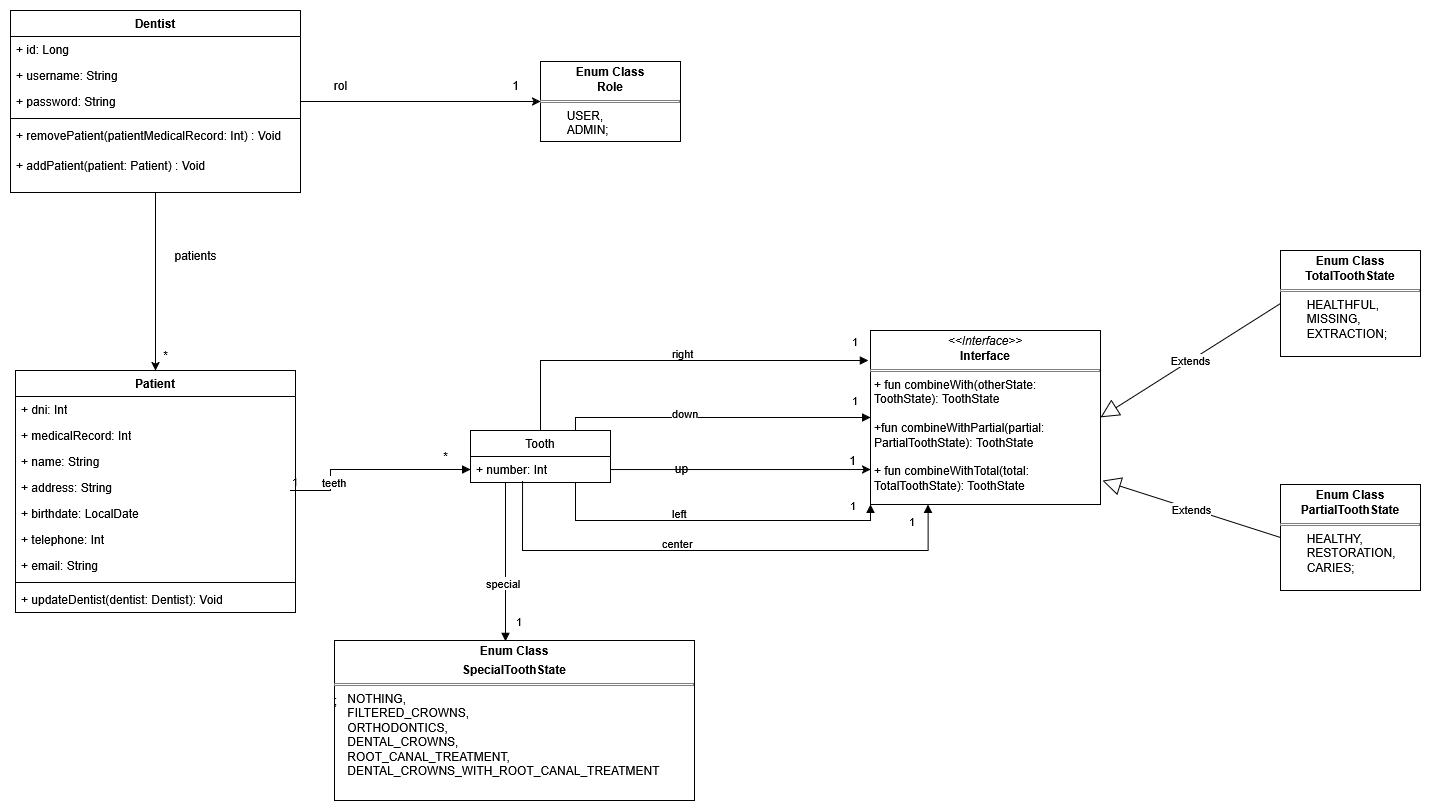 Dentist
+ id: Long
+ username: String
+ password: String
+ removePatient(patientMedicalRecord: Int) : Void
+ addPatient(patient: Patient) : Void
rol
1
Enum Class
Role
USER,
ADMIN;
patients
*
Patient
+ dni: Int
+ medicalRecord: Int
+ name: String
+ address: String
+ birthdate: LocalDate
+ telephone: Int
+ email: String
+ updateDentist(dentist: Dentist): Void
1
teeth
*
Tooth
+ number: Int
right
1
down
1
up
1
left
1
center
1
special
1
<<Interface>>
Interface
+ fun combineWith(otherState:
ToothState): ToothState
+fun combineWithPartial(partial:
PartialToothState): ToothState
+ fun combineWithTotal(total:
TotalToothState): ToothState
Extends
Enum Class
TotalToothState
HEALTHFUL,
MISSING,
EXTRACTION;
Extends
Enum Class
PartialToothState
HEALTHY,
RESTORATION,
CARIES;
Enum Class
SpecialToothState
; NOTHING,
FILTERED_CROWNS,
ORTHODONTICS,
DENTAL_CROWNS,
ROOT_CANAL_TREATMENT,
DENTAL_CROWNS_WITH_ROOT_CANAL_TREATMENT